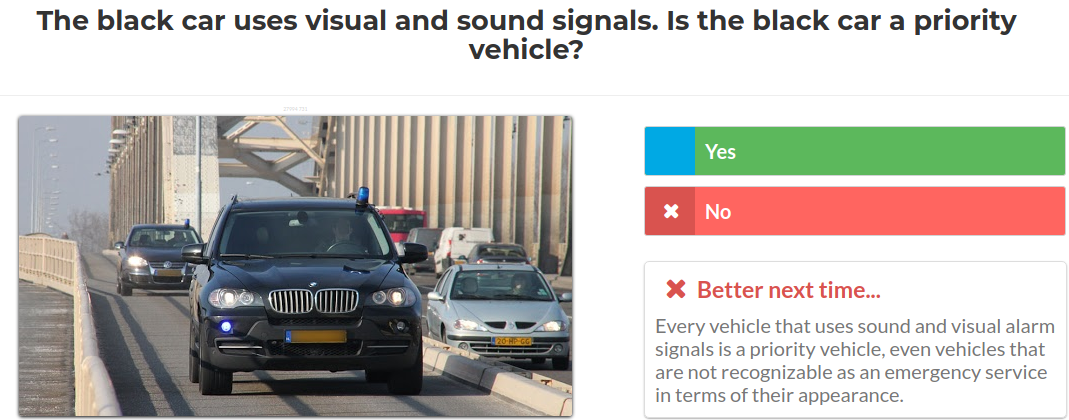 The black car uses visual and sound signals. Is the black car a priority
vehicle?
Yes
No
Better next time...
Every vehicle that uses sound and visual alarm
signals is a priority vehicle, even vehicles that
are not recognizable as an emergency service
in terms of their appearance.